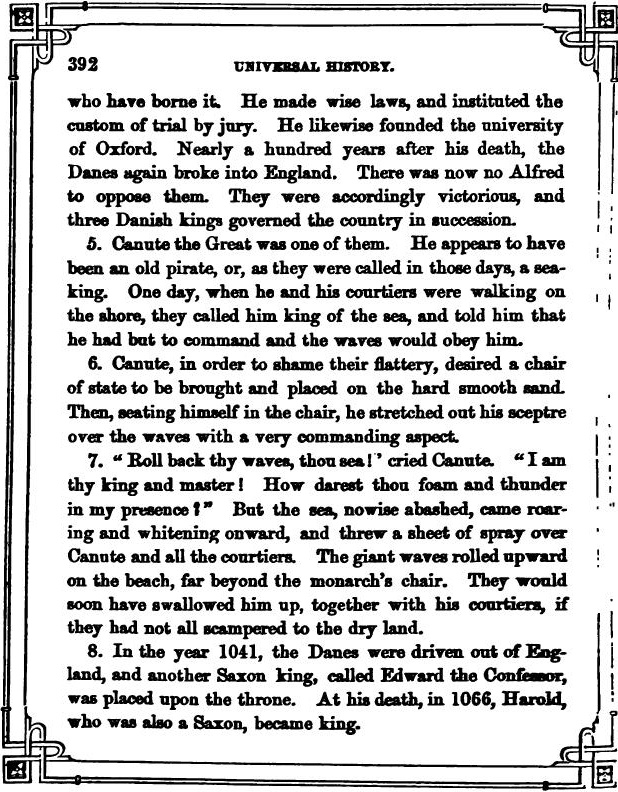 392
UNIVERSAL HISTORY.
who have borne it. He made wise laws, and instituted the
custom of trial by jury. He likewise founded the university
of Oxford. Nearly a hundred years after his death, the
Danes again broke into England. There was now no Alfred
to oppose them. They were accordingly victorious, and
three Danish kings governed the country in succession.
5. Canute the Great was one of them. He appears to have
been an old pirate, or, as they were called in those days, a sea-
king. One day, when he and his courtiers were walking on
the shore, they called him king of the sea, and told him that
he had but to command and the waves would obey him.
6. Canute, in order to shame their flattery, desired a chair
of state to be brought and placed on the hard smooth sand.
Then, seating himself in the chair, he stretched out his sceptre
over the waves with a very commanding aspect.
7. “ Roll back thy waves, thou sea!” cried Canute. “ I am
thy king and master! How darest thou foam and thunder
in my presence?” But the sea, nowise abashed, came roar-
ing and whitening onward, and threw a sheet of spray over
Canute and all the courtiers. The giant waves rolled upward
on the beach, far beyond the monarch’s chair. They would
soon have swallowed him up, together with his courtiers, if
they had not all scampered to the dry land.
8. In the year 1041, the Danes were driven out of Eng-
land, and another Saxon king, called Edward the Confessor,
was placed upon the throne. At his death, in 1066, Harold,
who was also a Saxon, became king.